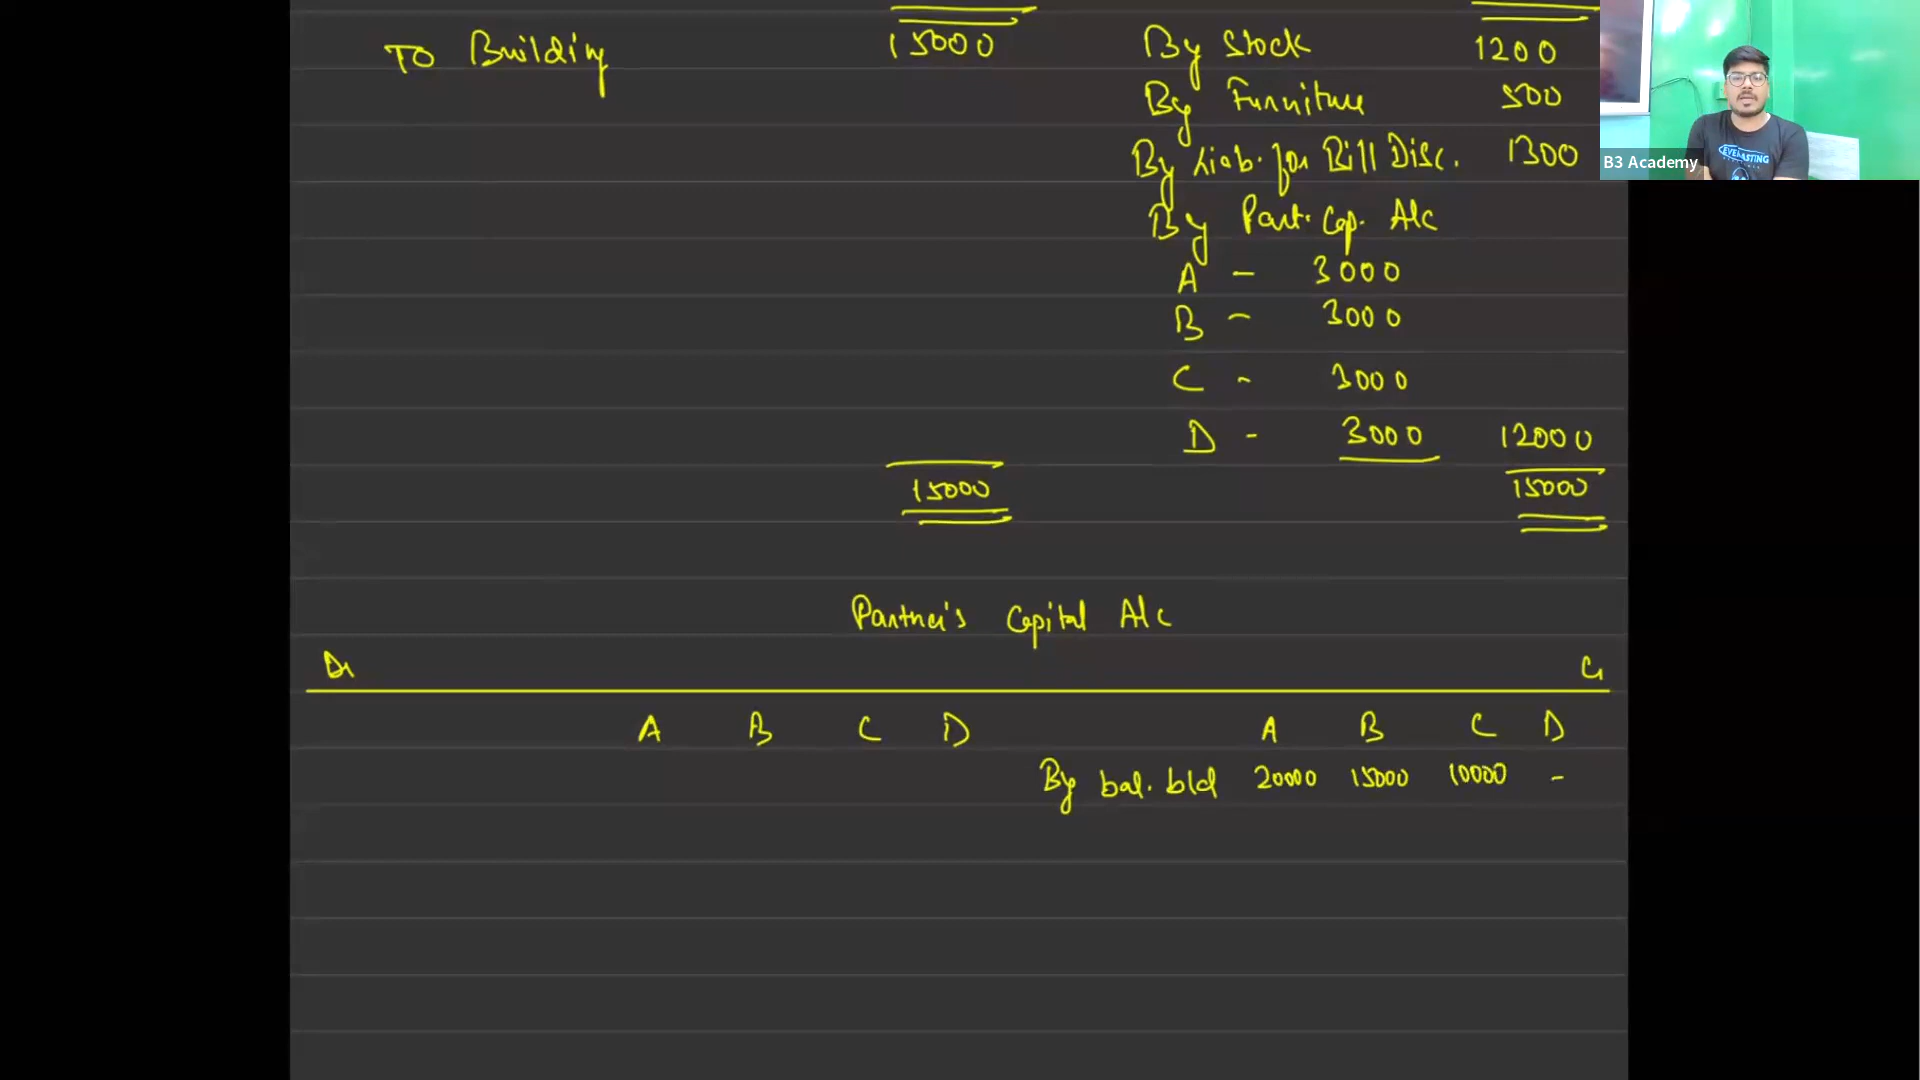 To Building 15000 By Stock 1200
By Furniture 500
By Liab. for Bill Disc. 1300
By Part. Cap. A/c
A - 3000
B - 3000
C - 3000
D - 3000 12000
15000 15000
Partner's Capital A/c
Dr Cr
A B C D A B C D
By bal. b/d 20000 15000 10000 -
B3 Academy
EVERLASTING